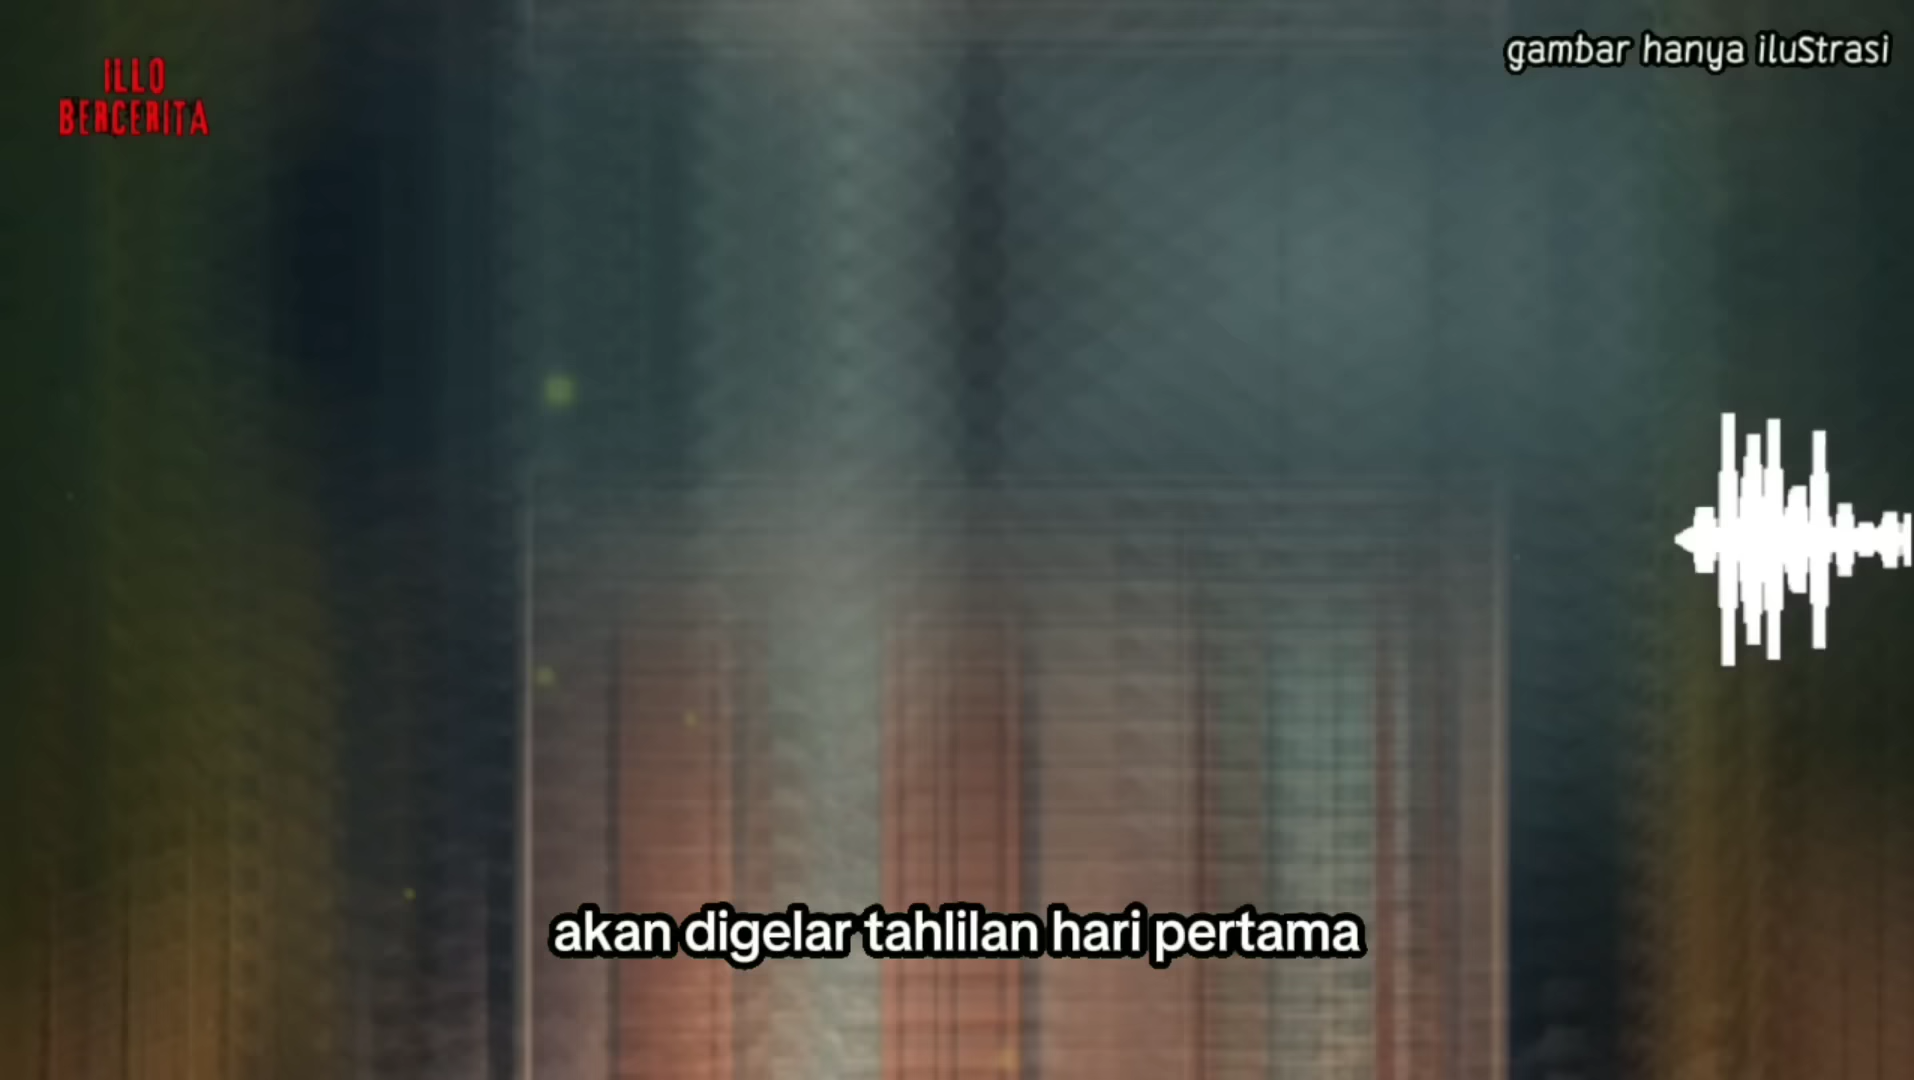 ILLO
BERCERITA
gambar hanya iluStrasi
akan digelar tahlilan hari pertama